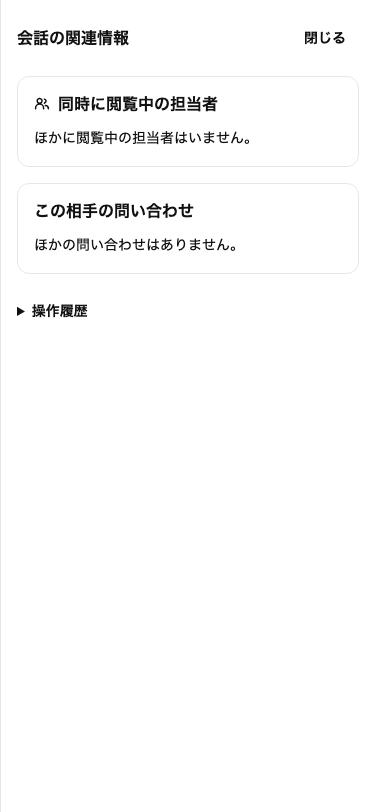 会話の関連情報
閉じる
同時に閲覧中の担当者
ほかに閲覧中の担当者はいません。
この相手の問い合わせ
ほかの問い合わせはありません。
操作履歴